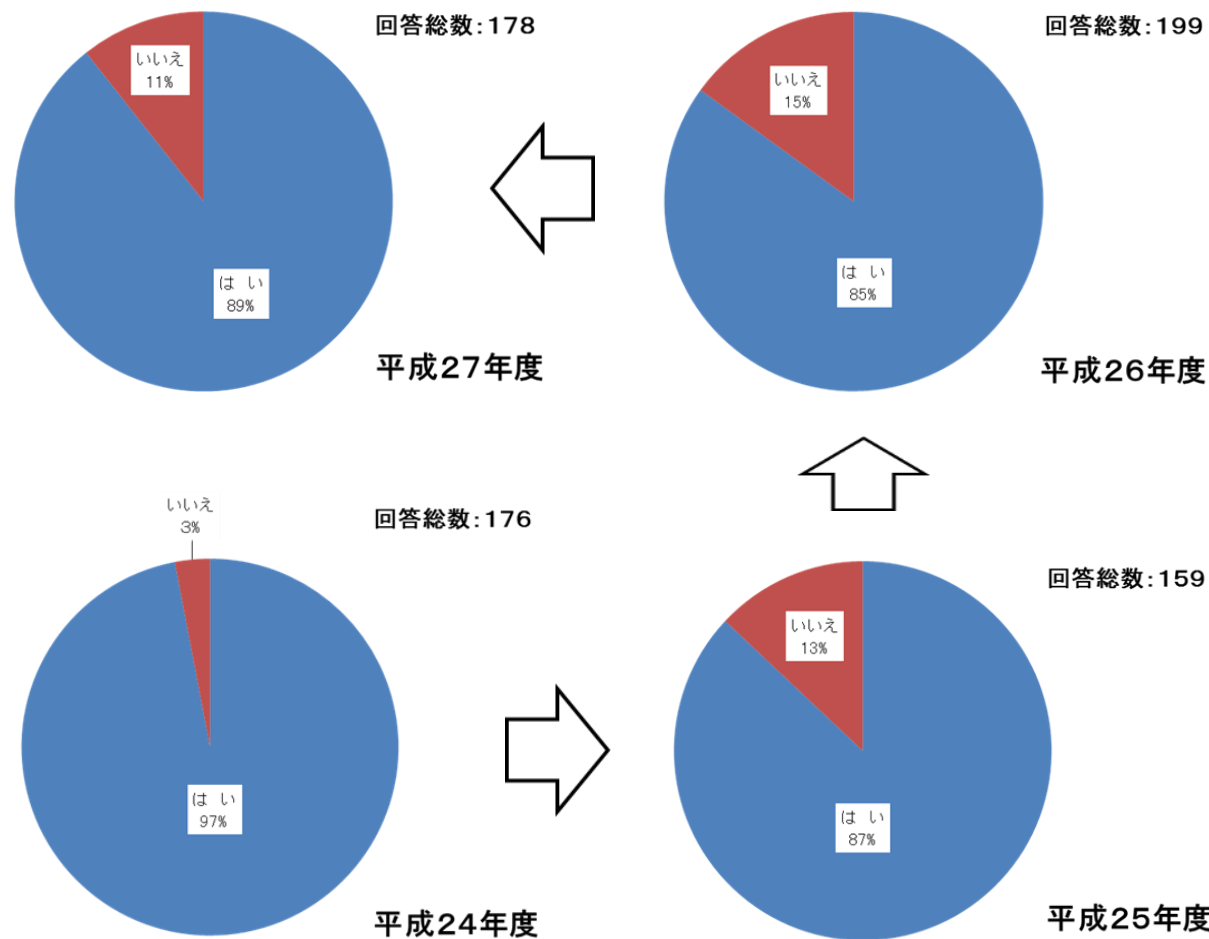 回答総数:178
いいえ
11%
は い
89%
平成27年度
回答総数:199
いいえ
15%
は い
85%
平成26年度
いいえ
3%
回答総数:176
は い
97%
平成24年度
回答総数:159
いいえ
13%
は い
87%
平成25年度